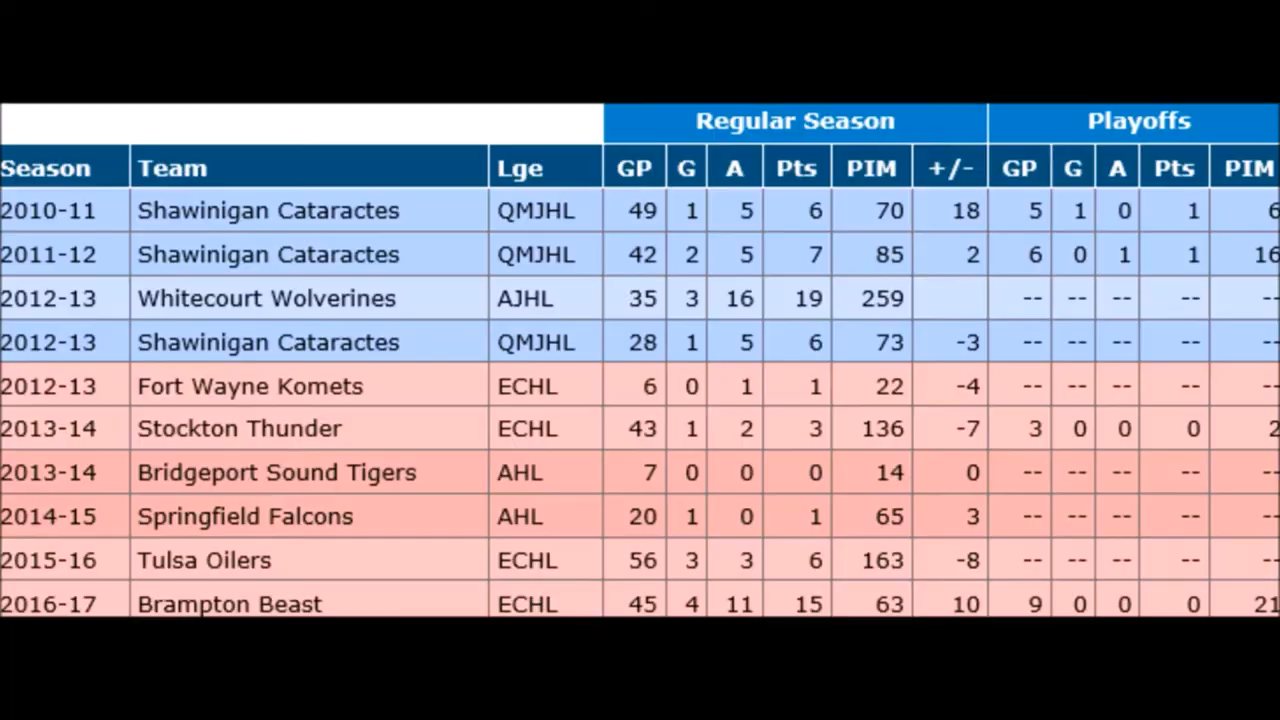 Regular Season Playoffs
Season Team Lge GP G A Pts PIM +/- GP G A Pts PIM
2010-11 Shawinigan Cataractes QMJHL 49 1 5 6 70 18 5 1 0 1 6
2011-12 Shawinigan Cataractes QMJHL 42 2 5 7 85 2 6 0 1 1 16
2012-13 Whitecourt Wolverines AJHL 35 3 16 19 259 -- -- -- -- --
2012-13 Shawinigan Cataractes QMJHL 28 1 5 6 73 -3 -- -- -- -- --
2012-13 Fort Wayne Komets ECHL 6 0 1 1 22 -4 -- -- -- -- --
2013-14 Stockton Thunder ECHL 43 1 2 3 136 -7 3 0 0 0 2
2013-14 Bridgeport Sound Tigers AHL 7 0 0 0 14 0 -- -- -- -- --
2014-15 Springfield Falcons AHL 20 1 0 1 65 3 -- -- -- -- --
2015-16 Tulsa Oilers ECHL 56 3 3 6 163 -8 -- -- -- -- --
2016-17 Brampton Beast ECHL 45 4 11 15 63 10 9 0 0 0 21